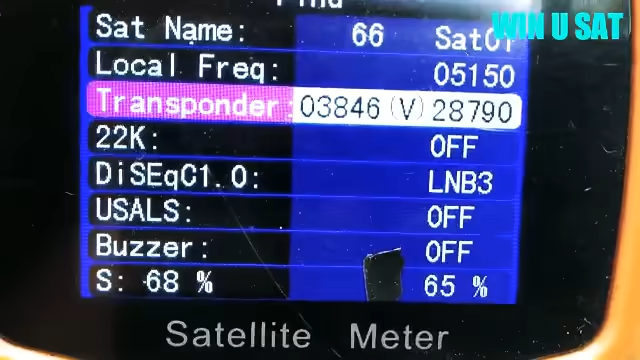 WIN U SAT
Sat Name: 66 Sat01
Local Freq: 05150
Transponder: 03846(V)28790
22K: OFF
DiSEqC1.0: LNB3
USALS: OFF
Buzzer: OFF
S: 68 % 65 %
Satellite Meter